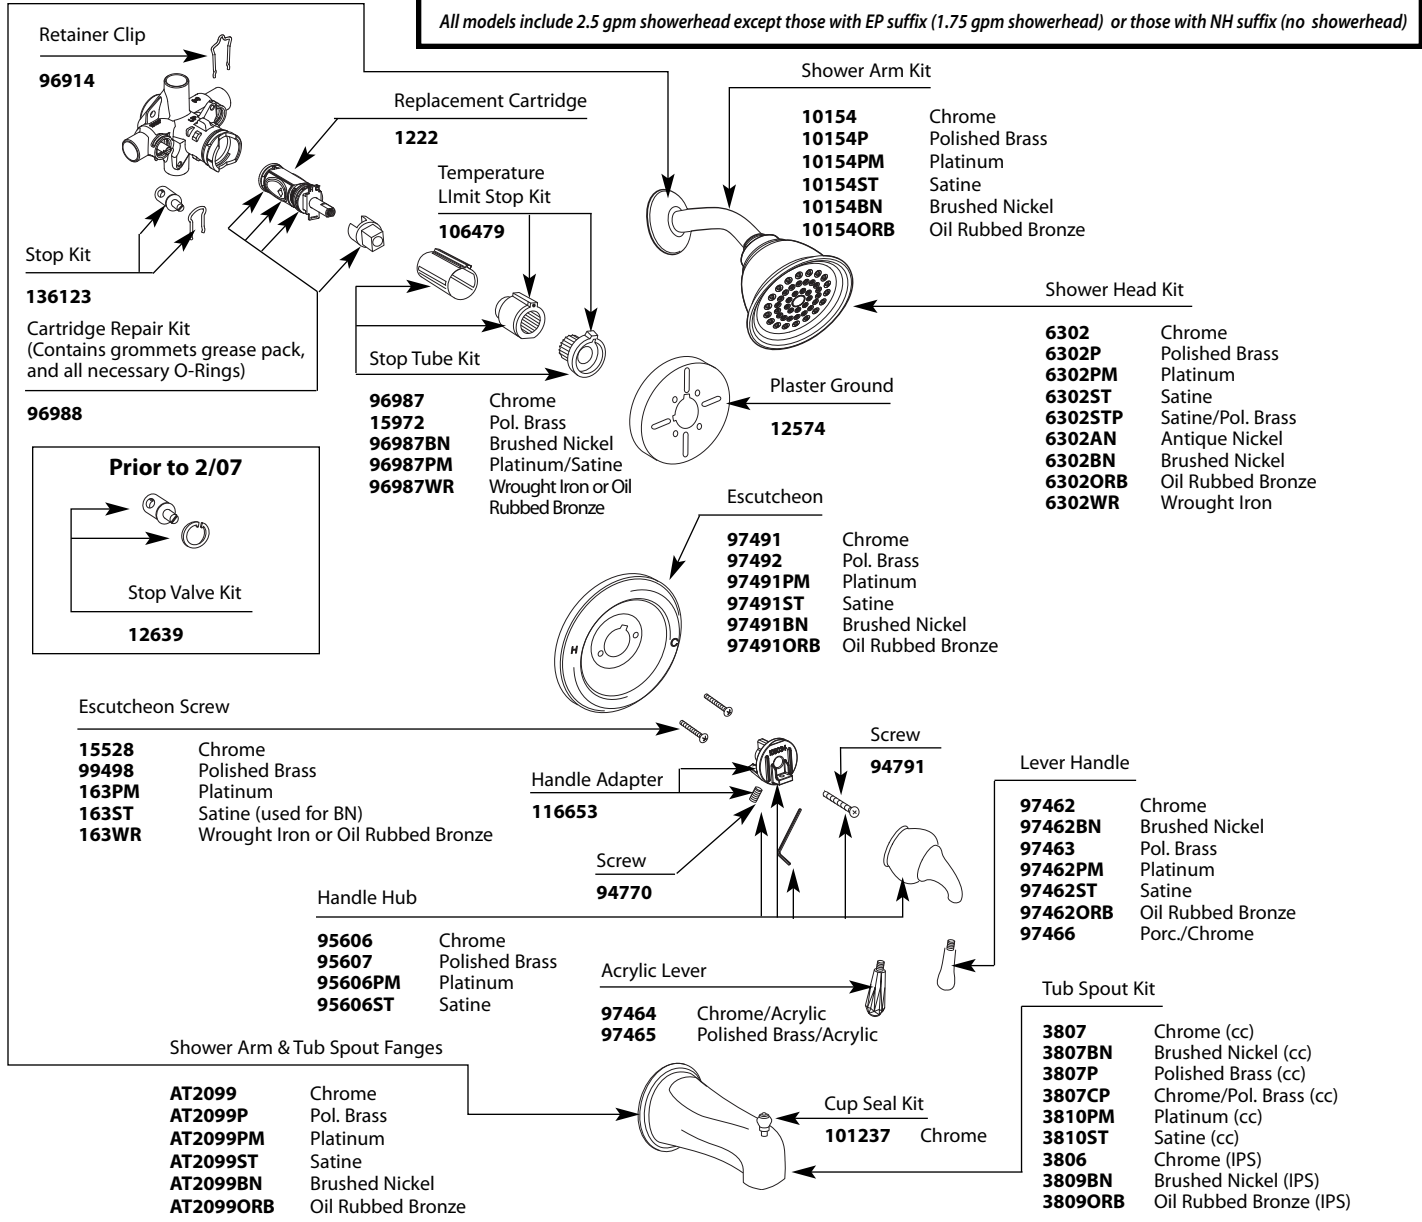 All models include 2.5 gpm showerhead except those with EP suffix (1.75 gpm showerhead) or those with NH suffix (no showerhead)
Retainer Clip
96914
Replacement Cartridge
1222
Temperature
LImit Stop Kit
106479
Stop Kit
136123
Cartridge Repair Kit
(Contains grommets grease pack,
and all necessary O-Rings)
96988
Stop Tube Kit
96987 Chrome
15972 Pol. Brass
96987BN Brushed Nickel
96987PM Platinum/Satine
96987WR Wrought Iron or Oil
Rubbed Bronze
Prior to 2/07
Stop Valve Kit
12639
Shower Arm Kit
10154 Chrome
10154P Polished Brass
10154PM Platinum
10154ST Satine
10154BN Brushed Nickel
10154ORB Oil Rubbed Bronze
Shower Head Kit
6302 Chrome
6302P Polished Brass
6302PM Platinum
6302ST Satine
6302STP Satine/Pol. Brass
6302AN Antique Nickel
6302BN Brushed Nickel
6302ORB Oil Rubbed Bronze
6302WR Wrought Iron
Plaster Ground
12574
Escutcheon
97491 Chrome
97492 Pol. Brass
97491PM Platinum
97491ST Satine
97491BN Brushed Nickel
97491ORB Oil Rubbed Bronze
H C
Escutcheon Screw
15528 Chrome
99498 Polished Brass
163PM Platinum
163ST Satine (used for BN)
163WR Wrought Iron or Oil Rubbed Bronze
Handle Adapter
116653
Screw
94791
Screw
94770
Handle Hub
95606 Chrome
95607 Polished Brass
95606PM Platinum
95606ST Satine
Lever Handle
97462 Chrome
97462BN Brushed Nickel
97463 Pol. Brass
97462PM Platinum
97462ST Satine
97462ORB Oil Rubbed Bronze
97466 Porc./Chrome
Acrylic Lever
97464 Chrome/Acrylic
97465 Polished Brass/Acrylic
Tub Spout Kit
3807 Chrome (cc)
3807BN Brushed Nickel (cc)
3807P Polished Brass (cc)
3807CP Chrome/Pol. Brass (cc)
3810PM Platinum (cc)
3810ST Satine (cc)
3806 Chrome (IPS)
3809BN Brushed Nickel (IPS)
3809ORB Oil Rubbed Bronze (IPS)
Shower Arm & Tub Spout Fanges
AT2099 Chrome
AT2099P Pol. Brass
AT2099PM Platinum
AT2099ST Satine
AT2099BN Brushed Nickel
AT2099ORB Oil Rubbed Bronze
Cup Seal Kit
101237 Chrome